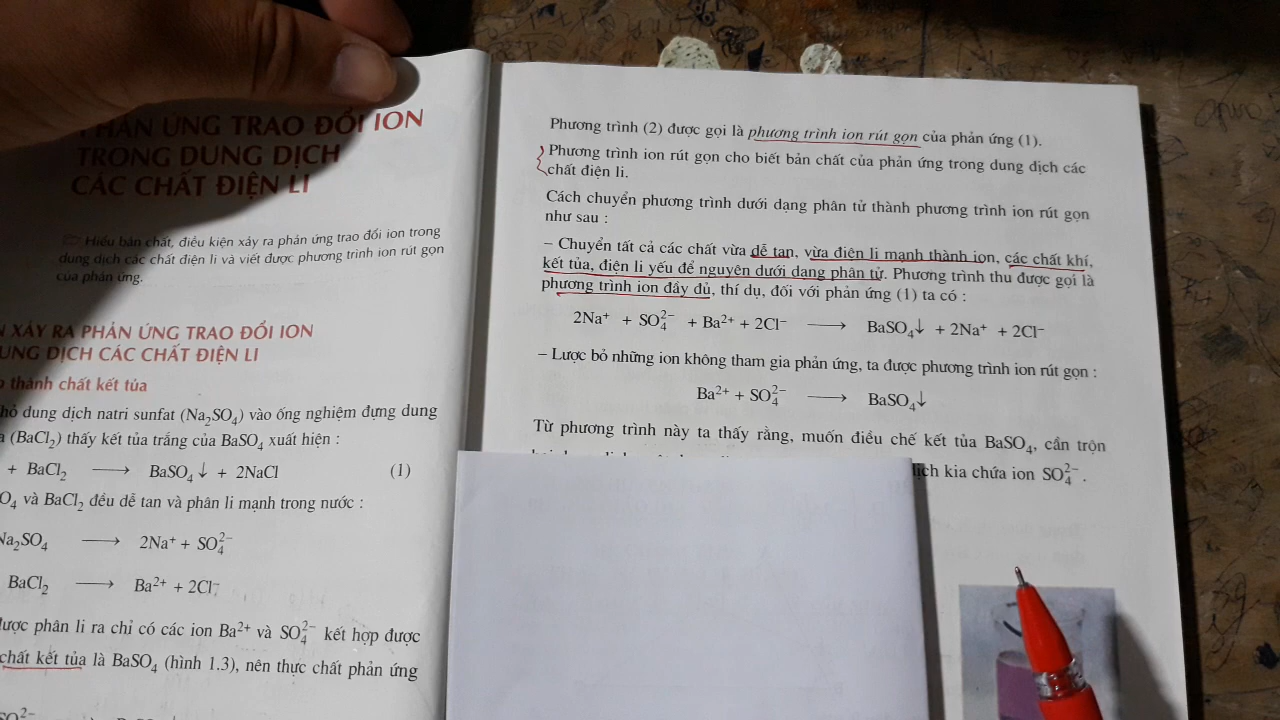 PHẢN ỨNG TRAO ĐỔI ION
TRONG DUNG DỊCH
CÁC CHẤT ĐIỆN LI
Hiểu bản chất, điều kiện xảy ra phản ứng trao đổi ion trong
dung dịch các chất điện li và viết được phương trình ion rút gọn
của phản ứng.
XẢY RA PHẢN ỨNG TRAO ĐỔI ION
DUNG DỊCH CÁC CHẤT ĐIỆN LI
thành chất kết tủa
nhỏ dung dịch natri sunfat (Na₂SO₄) vào ống nghiệm đựng dung
(BaCl₂) thấy kết tủa trắng của BaSO₄ xuất hiện :
+ BaCl₂ ⟶ BaSO₄↓ + 2NaCl (1)
O₄ và BaCl₂ đều dễ tan và phân li mạnh trong nước :
Na₂SO₄ ⟶ 2Na⁺ + SO₄²⁻
BaCl₂ ⟶ Ba²⁺ + 2Cl⁻
được phân li ra chỉ có các ion Ba²⁺ và SO₄²⁻ kết hợp được
chất kết tủa là BaSO₄ (hình 1.3), nên thực chất phản ứng
Phương trình (2) được gọi là phương trình ion rút gọn của phản ứng (1).
Phương trình ion rút gọn cho biết bản chất của phản ứng trong dung dịch các
chất điện li.
Cách chuyển phương trình dưới dạng phân tử thành phương trình ion rút gọn
như sau :
– Chuyển tất cả các chất vừa dễ tan, vừa điện li mạnh thành ion, các chất khí,
kết tủa, điện li yếu để nguyên dưới dạng phân tử. Phương trình thu được gọi là
phương trình ion đầy đủ, thí dụ, đối với phản ứng (1) ta có :
2Na⁺ + SO₄²⁻ + Ba²⁺ + 2Cl⁻ ⟶ BaSO₄↓ + 2Na⁺ + 2Cl⁻
– Lược bỏ những ion không tham gia phản ứng, ta được phương trình ion rút gọn :
Ba²⁺ + SO₄²⁻ ⟶ BaSO₄↓
Từ phương trình này ta thấy rằng, muốn điều chế kết tủa BaSO₄, cần trộn
dịch kia chứa ion SO₄²⁻.